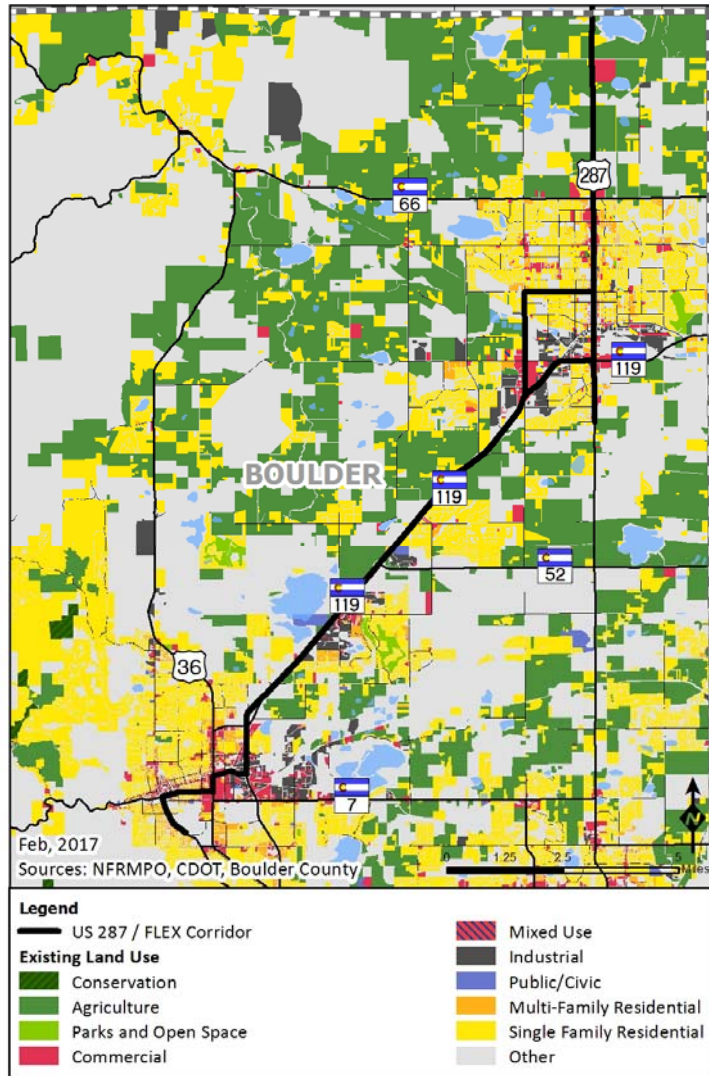 287
66
119
BOULDER
119
52
119
36
7
N
Feb, 2017
Sources: NFRMPO, CDOT, Boulder County
0 1.25 2.5 5
Miles
Legend
US 287 / FLEX Corridor
Existing Land Use
Conservation
Agriculture
Parks and Open Space
Commercial
Mixed Use
Industrial
Public/Civic
Multi-Family Residential
Single Family Residential
Other